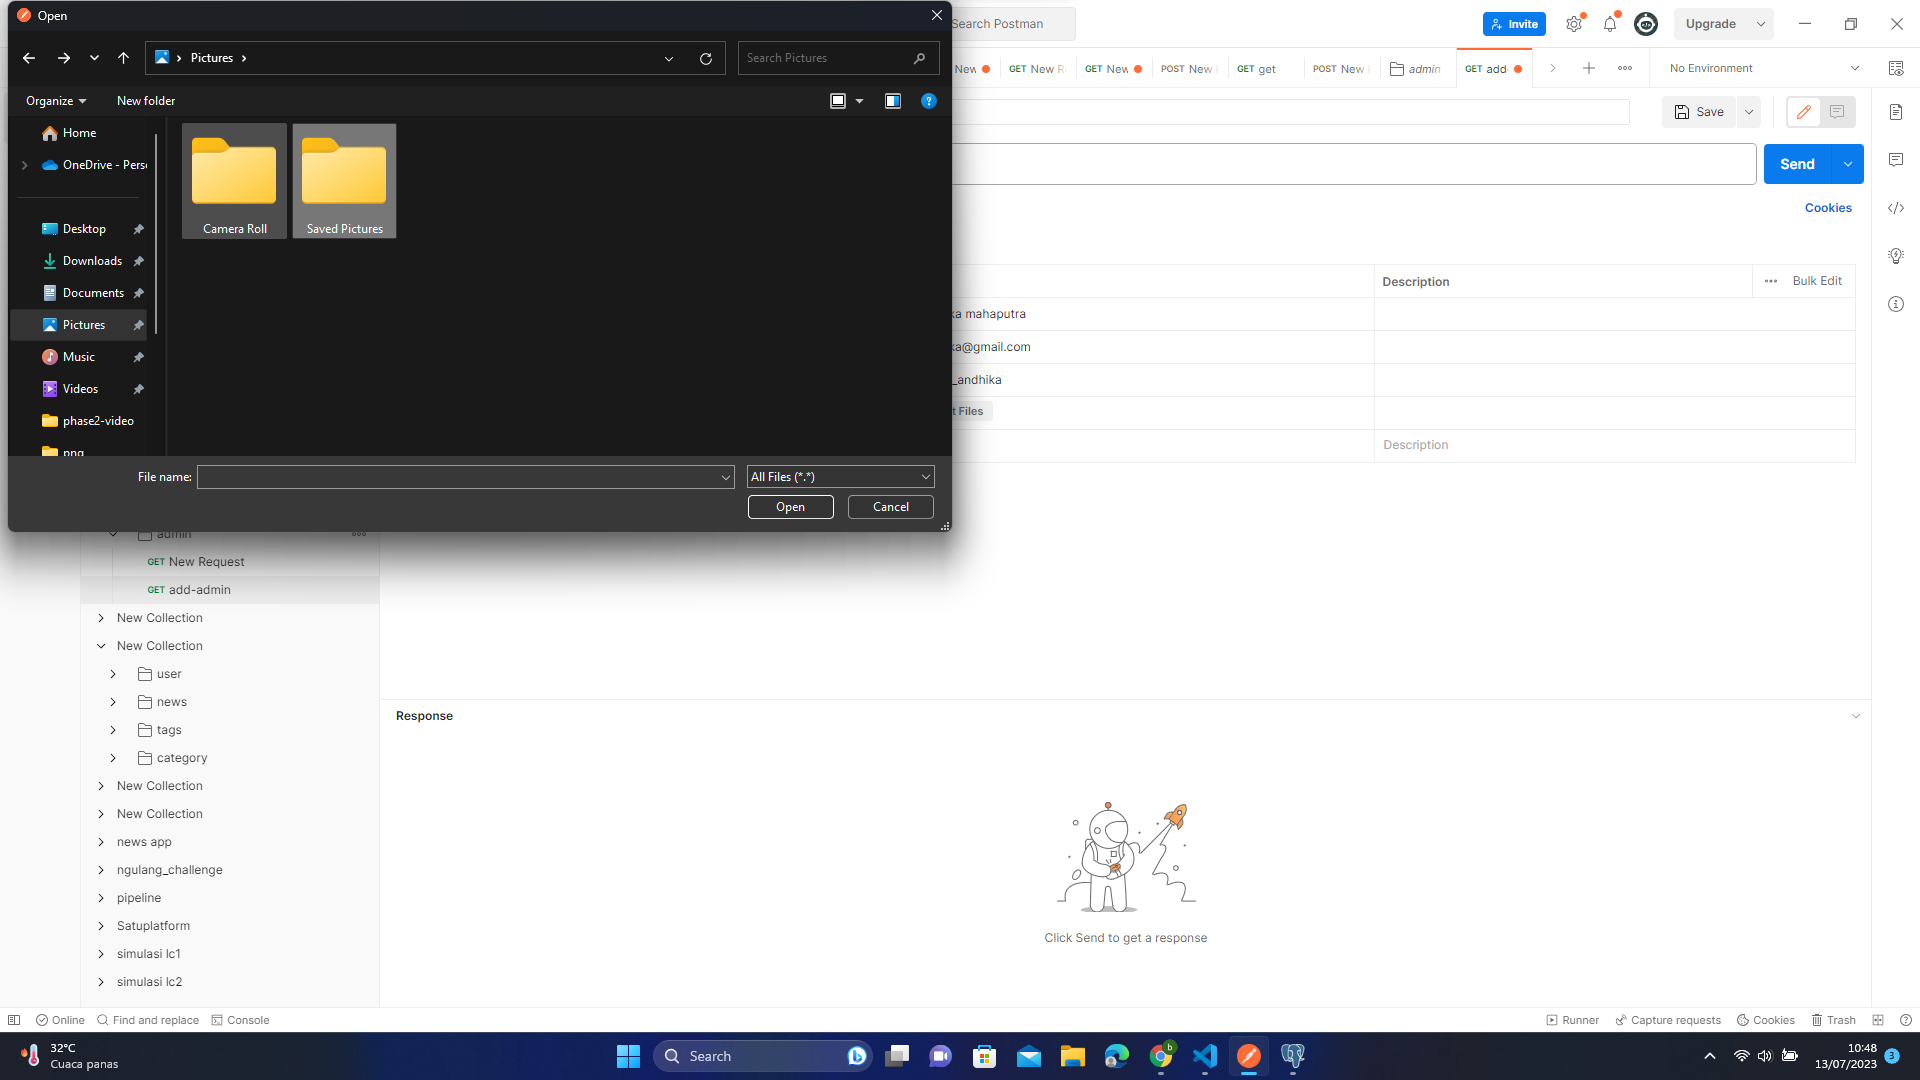 Open
Search Postman
Invite
Upgrade
Pictures
Search Pictures
New
GET New R
GET New
POST New
GET get
POST New
admin
GET add-
No Environment
Organize
New folder
Save
Home
OneDrive - Pers
Desktop
Downloads
Documents
Pictures
Music
Videos
phase2-video
png
Camera Roll
Saved Pictures
Send
Cookies
Description
Bulk Edit
ka mahaputra
ka@gmail.com
_andhika
t Files
Description
File name:
All Files (*.*)
Open
Cancel
admin
GET New Request
GET add-admin
New Collection
New Collection
user
news
tags
category
New Collection
New Collection
news app
ngulang_challenge
pipeline
Satuplatform
simulasi lc1
simulasi lc2
Response
Click Send to get a response
Online
Find and replace
Console
Runner
Capture requests
Cookies
Trash
32°C
Cuaca panas
Search
b
10:48
13/07/2023
3